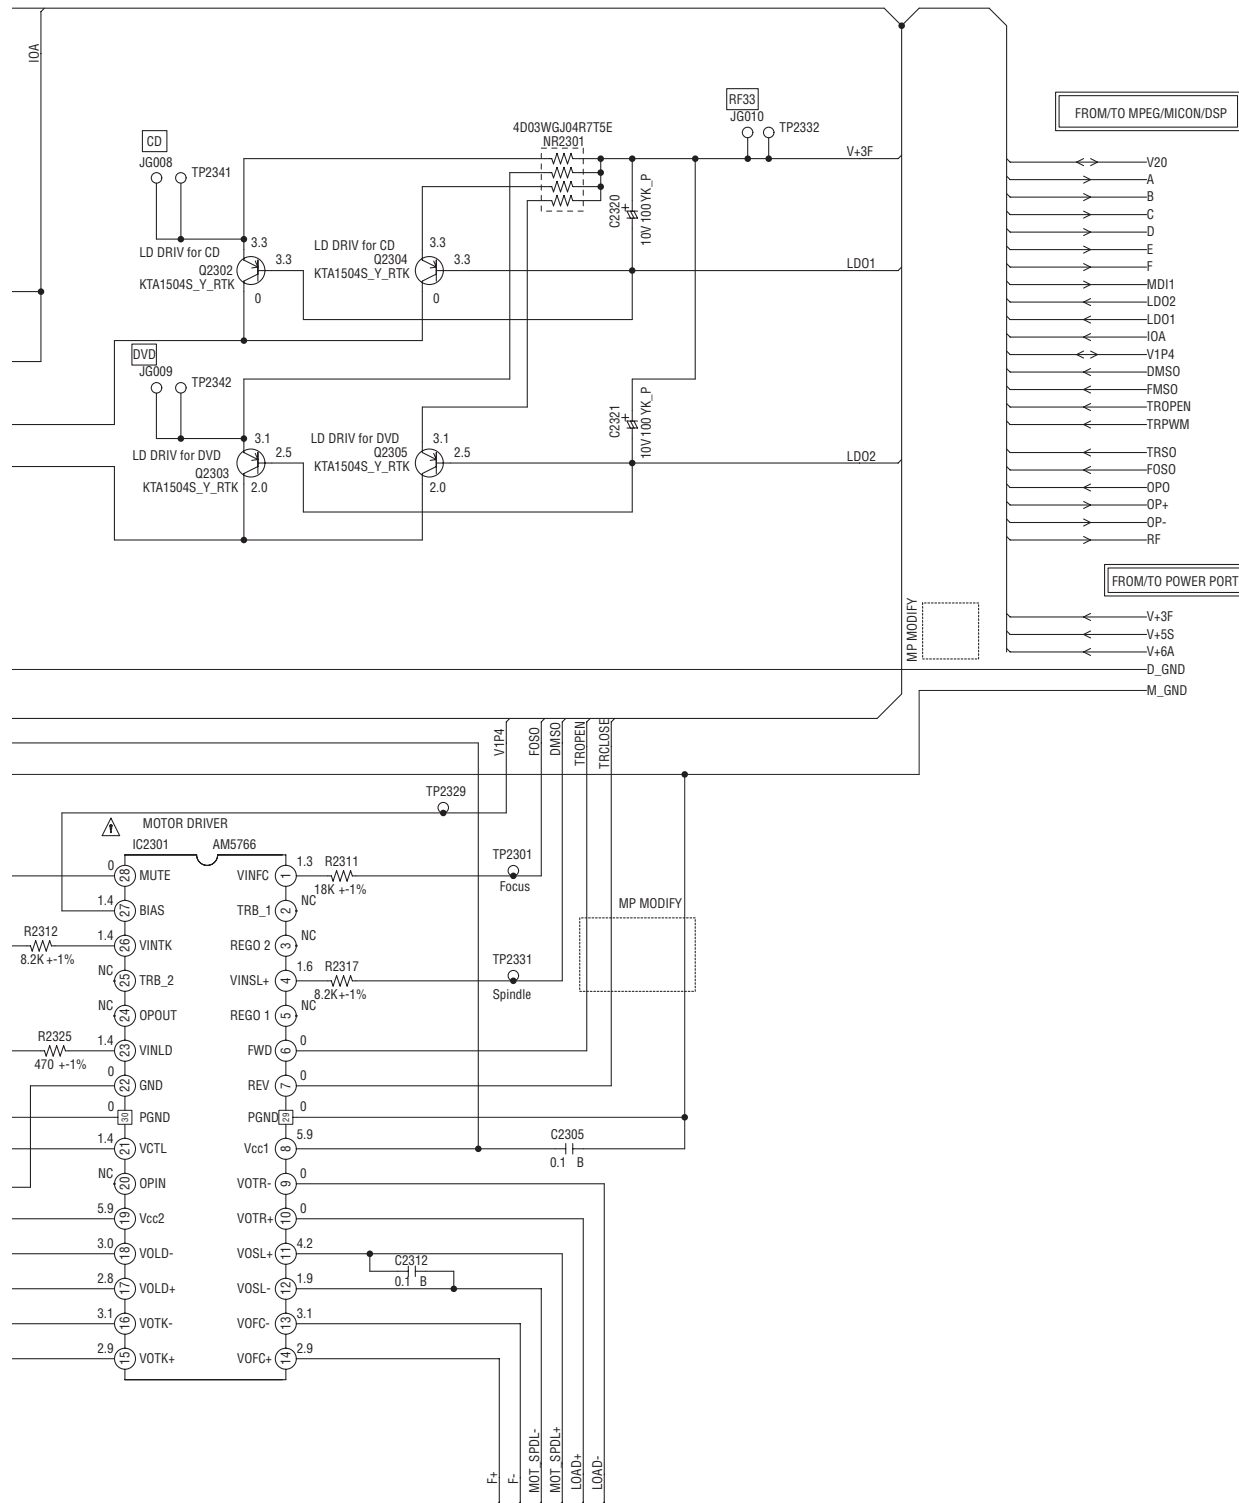 IOA
CD
JG008
TP2341
LD DRIV for CD
Q2302
KTA1504S_Y_RTK
3.3
3.3
0
LD DRIV for CD
Q2304
KTA1504S_Y_RTK
3.3
3.3
0
4D03WGJ04R7T5E
NR2301
RF33
JG010
TP2332
V+3F
C2320
+
10V 100 YK_P
LDO1
DVD
JG009
TP2342
LD DRIV for DVD
Q2303
KTA1504S_Y_RTK
3.1
2.5
2.0
LD DRIV for DVD
Q2305
KTA1504S_Y_RTK
3.1
2.5
2.0
C2321
+
10V 100 YK_P
LDO2
FROM/TO MPEG/MICON/DSP
V20
A
B
C
D
E
F
MDI1
LDO2
LDO1
IOA
V1P4
DMSO
FMSO
TROPEN
TRPWM
TRSO
FOSO
OPO
OP+
OP-
RF
FROM/TO POWER PORT
V+3F
V+5S
V+6A
D_GND
M_GND
MP MODIFY
V1P4
FOSO
DMSO
TROPEN
TRCLOSE
TP2329
MOTOR DRIVER
IC2301 AM5766
0 28 MUTE
1.4 27 BIAS
R2312
8.2K +-1%
1.4 26 VINTK
NC 25 TRB_2
NC 24 OPOUT
R2325
470 +-1%
1.4 23 VINLD
0 22 GND
0 30 PGND
1.4 21 VCTL
NC 20 OPIN
5.9 19 Vcc2
3.0 18 VOLD-
2.8 17 VOLD+
3.1 16 VOTK-
2.9 15 VOTK+
VINFC 1 1.3 R2311
18K +-1%
TP2301
Focus
TRB_1 2 NC
REGO 2 3 NC
VINSL+ 4 1.6 R2317
8.2K+-1%
TP2331
Spindle
MP MODIFY
REGO 1 5 NC
FWD 6 0
REV 7 0
PGND 29 0
Vcc1 8 5.9
C2305
0.1 B
VOTR- 9 0
VOTR+ 10 0
VOSL+ 11 4.2
C2312
0.1 B
VOSL- 12 1.9
VOFC- 13 3.1
VOFC+ 14 2.9
F+
F-
MOT_SPDL-
MOT_SPDL+
LOAD+
LOAD-